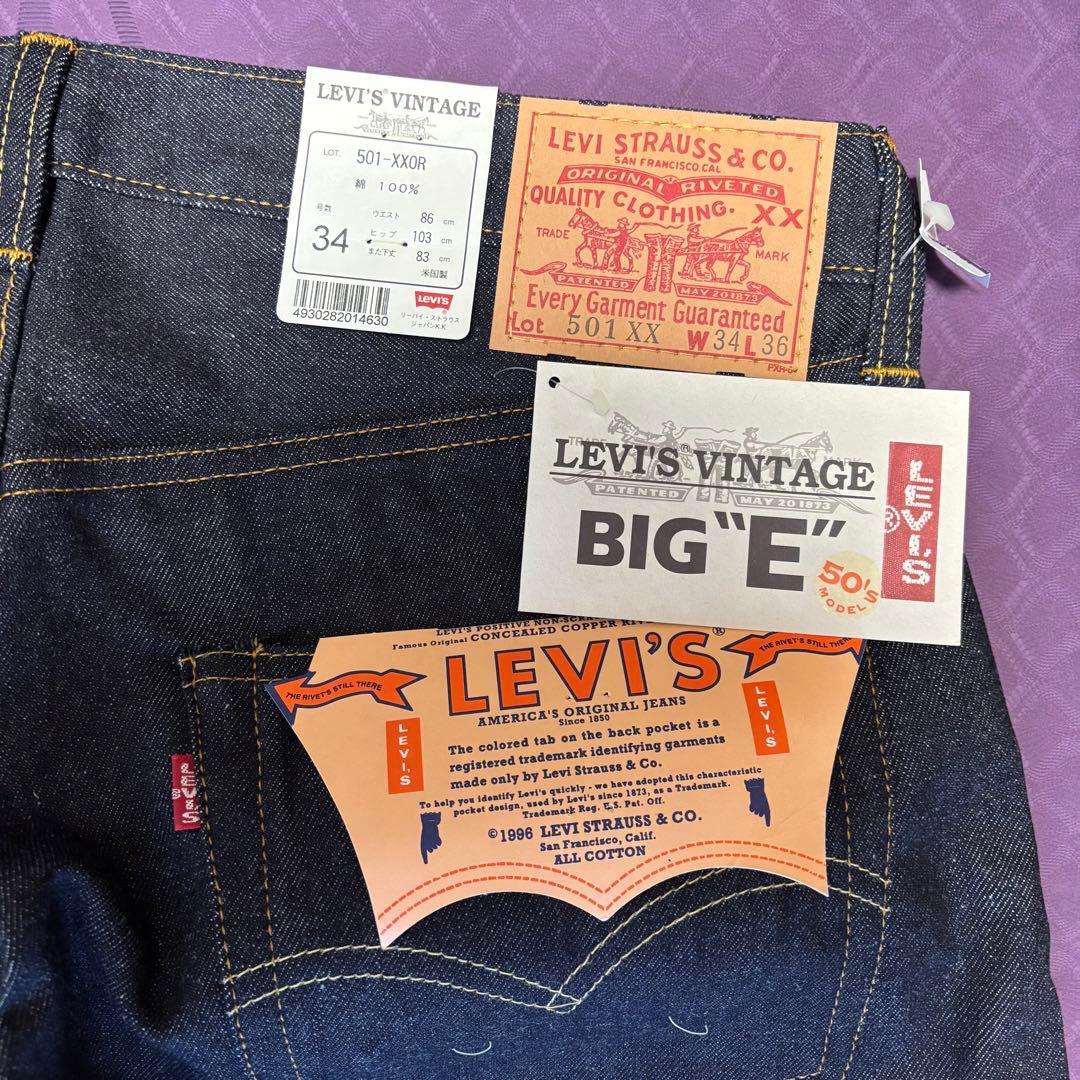 LEVI'S® VINTAGE
LOT. 501-XX0R
綿 100%
号数
34
ウエスト 86 cm
ヒップ 103 cm
また下丈 83 cm
米国製
4930282014630
LEVI'S
リーバイ・ストラウス
ジャパンK.K
LEVI STRAUSS & CO.
SAN FRANCISCO, CAL.
ORIGINAL RIVETED
QUALITY CLOTHING. XX
TRADE MARK
PATENTED MAY 20 1873
Every Garment Guaranteed
Lot 501 XX W 34 L 36
TRADE MARK
LEVI'S® VINTAGE
PATENTED MAY 20 1873
BIG "E"
50's
MODEL
LEVI'S®
Famous Original CONCEALED COPPER
LEVI'S®
THE RIVET'S STILL THERE
THE RIVET'S STILL THERE
AMERICA'S ORIGINAL JEANS
Since 1850
LEVI'S
LEVI'S
The colored tab on the back pocket is a
registered trademark identifying garments
made only by Levi Strauss & Co.
To help you identify Levi's quickly - we have adopted this characteristic
pocket design, used by Levi's since 1873, as a Trademark.
Trademark Reg. U.S. Pat. Off.
©1996 LEVI STRAUSS & CO.
San Francisco, Calif.
ALL COTTON
LEVI'S®